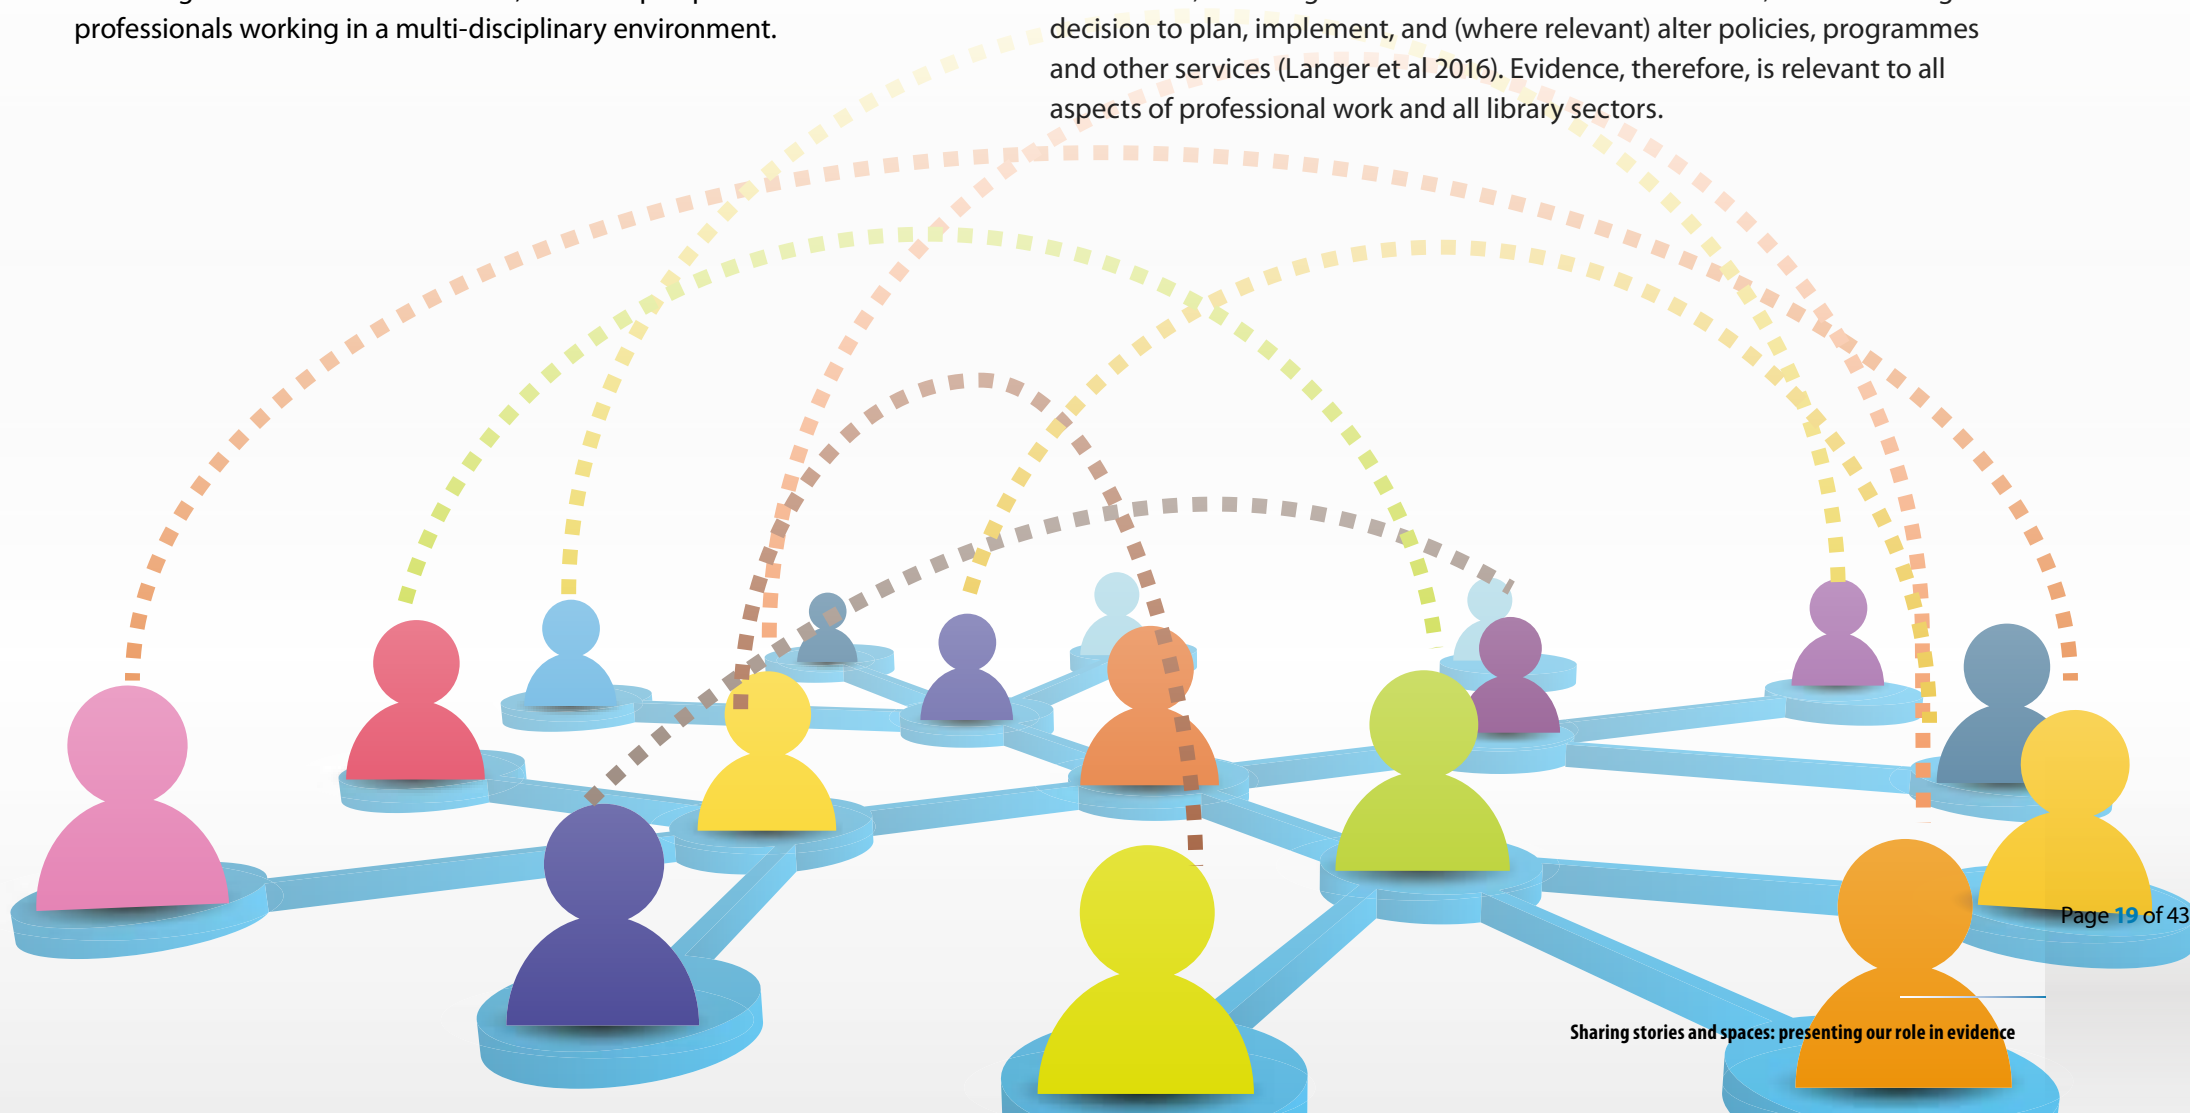 professionals working in a multi-disciplinary environment.
decision to plan, implement, and (where relevant) alter policies, programmes
and other services (Langer et al 2016). Evidence, therefore, is relevant to all
aspects of professional work and all library sectors.
Page 19 of 43
Sharing stories and spaces: presenting our role in evidence